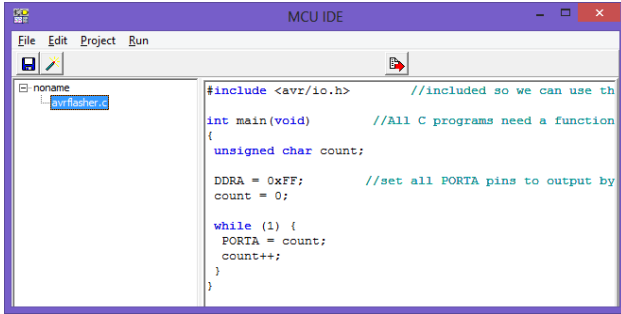 MCU IDE
File Edit Project Run
noname
avrflasher.c
#include <avr/io.h> //included so we can use th
int main(void) //All C programs need a function
{
unsigned char count;
DDRA = 0xFF; //set all PORTA pins to output by
count = 0;
while (1) {
PORTA = count;
count++;
}
}